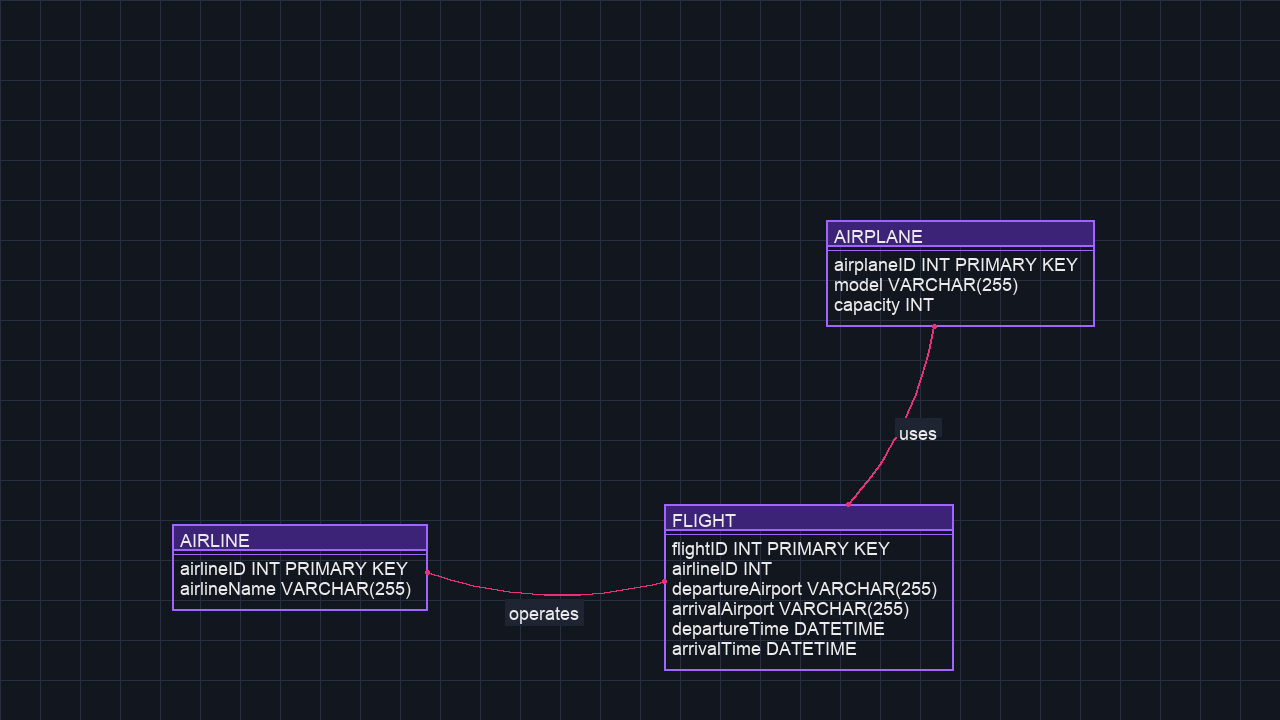 AIRPLANE
airplaneID INT PRIMARY KEY
model VARCHAR(255)
capacity INT
uses
FLIGHT
flightID INT PRIMARY KEY
airlineID INT
departureAirport VARCHAR(255)
arrivalAirport VARCHAR(255)
departureTime DATETIME
arrivalTime DATETIME
AIRLINE
airlineID INT PRIMARY KEY
airlineName VARCHAR(255)
operates